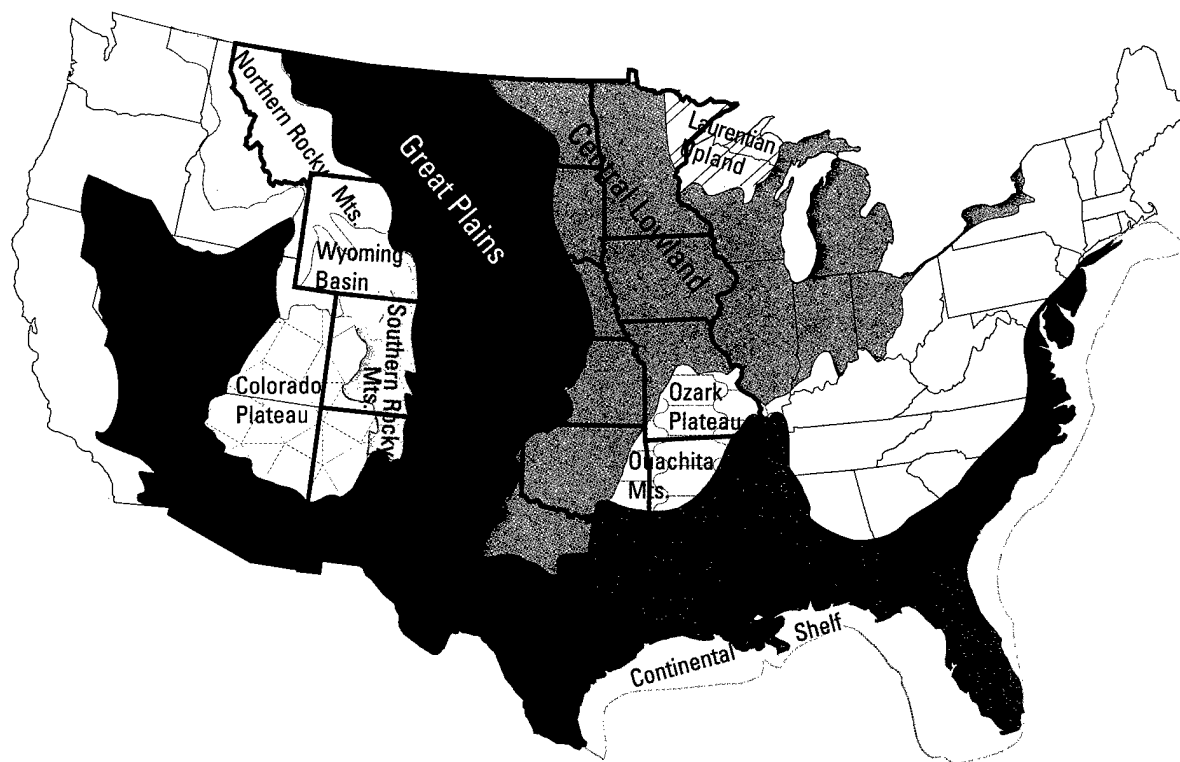 Northern Rocky
Mts.
Great Plains
Central Lowland
Laurentian
Upland
Wyoming
Basin
Southern Rocky
Mts.
Colorado
Plateau
Ozark
Plateau
Ouachita
Mts.
Continental Shelf